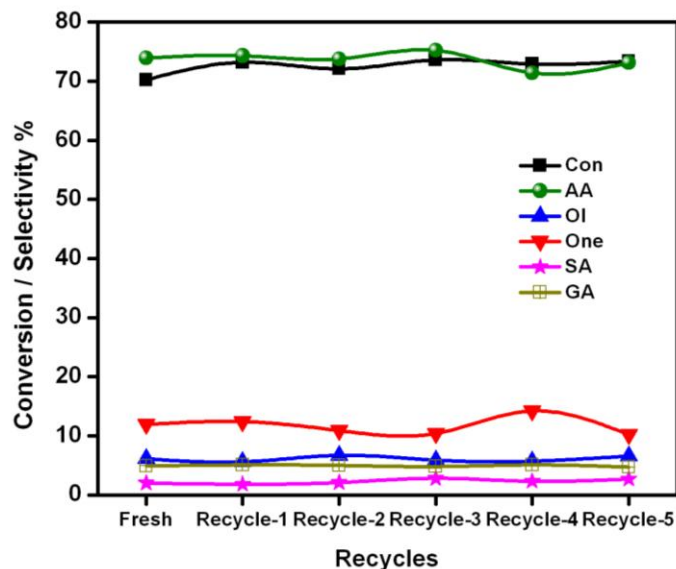 80
70
60
50
40
30
20
10
0
Conversion / Selectivity %
Con
AA
Ol
One
SA
GA
Fresh Recycle-1 Recycle-2 Recycle-3 Recycle-4 Recycle-5
Recycles